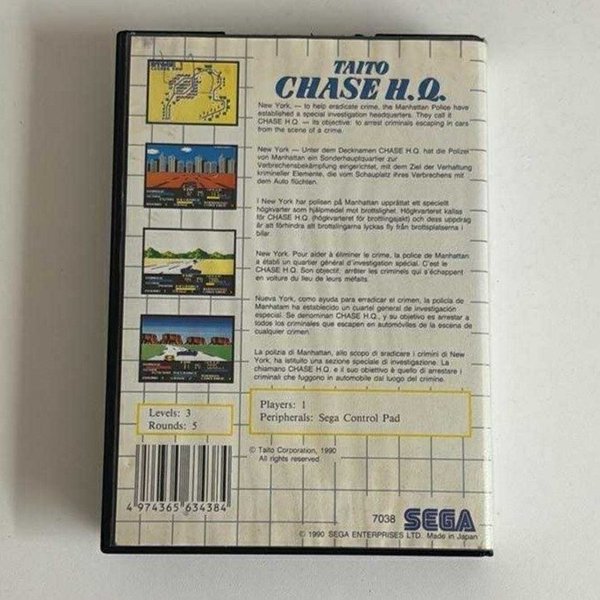 TAITO
CHASE H.Q.
New York, — to help eradicate crime, the Manhattan Police have
established a special investigation headquarters. They call it
CHASE H.Q. — its objective: to arrest criminals escaping in cars
from the scene of a crime.
New York — Unter dem Decknamen CHASE H.Q. hat die Polizei
von Manhattan ein Sonderhauptquartier zur
Verbrechensbekämpfung eingerichtet, mit dem Ziel der Verhaftung
krimineller Elemente, die vom Schauplatz ihres Verbrechens mit
dem Auto flüchten.
I New York har polisen på Manhattan upprättat ett speciellt
högkvarter som hjälpmedel mot brottslighet. Högkvarteret kallas
för CHASE H.Q. (högkvarteret för brottlingsjakt) och dess uppdrag
är att förhindra att brottslingarna lyckas fly från brottsplatserna i
bilar.
New York. Pour aider à éliminer le crime, la police de Manhattan
a établi un quartier général d'investigation spécial. C'est le
CHASE H.Q. Son objectif, arrêter les criminels qui s'échappent
en voiture du lieu de leurs méfaits.
Nueva York, como ayuda para erradicar el crimen, la policía de
Manhatam ha establecido un cuartel general de investigación
especial. Se denominan CHASE H.Q., y su objetivo es arrestar a
todos los criminales que escapen en automóviles de la escena de
cualquier crimen.
La polizia di Manhattan, allo scopo di sradicare i crimini di New
York, ha istituito una sezione speciale di investigazione. La
chiamano CHASE H.Q. e il suo obiettivo è quello di arrestare i
criminali che fuggono in automobile dal luogo del crimine.
Levels: 3
Rounds: 5
Players: 1
Peripherals: Sega Control Pad
© Taito Corporation, 1990
All rights reserved.
4 974365 634384
7038 SEGA
© 1990 SEGA ENTERPRISES LTD. Made in Japan